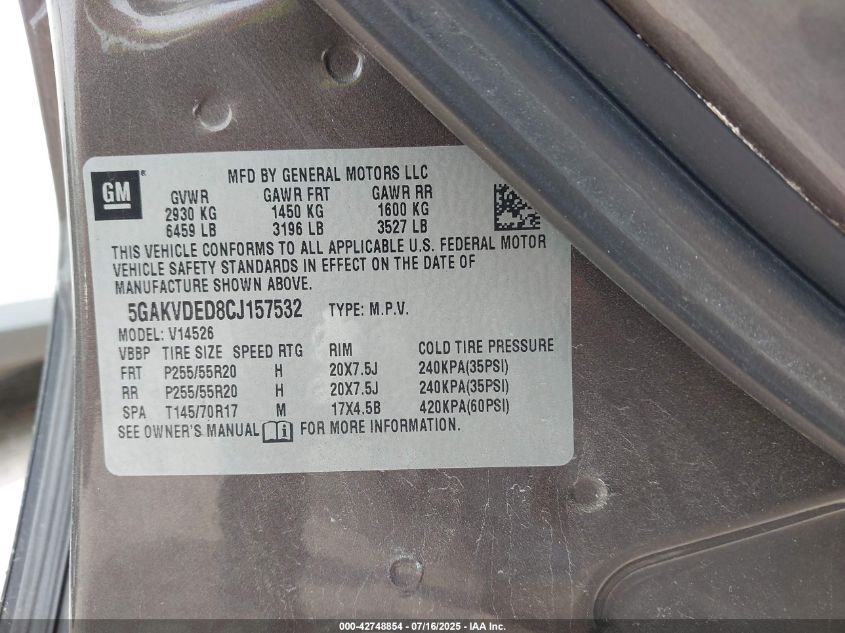 MFD BY GENERAL MOTORS LLC
GM ®
GVWR GAWR FRT GAWR RR
2930 KG 1450 KG 1600 KG
6459 LB 3196 LB 3527 LB
THIS VEHICLE CONFORMS TO ALL APPLICABLE U.S. FEDERAL MOTOR
VEHICLE SAFETY STANDARDS IN EFFECT ON THE DATE OF
MANUFACTURE SHOWN ABOVE.
5GAKVDED8CJ157532 TYPE: M.P.V.
MODEL: V14526
VBBP TIRE SIZE SPEED RTG RIM COLD TIRE PRESSURE
FRT P255/55R20 H 20X7.5J 240KPA(35PSI)
RR P255/55R20 H 20X7.5J 240KPA(35PSI)
SPA T145/70R17 M 17X4.5B 420KPA(60PSI)
SEE OWNER'S MANUAL i FOR MORE INFORMATION.
000-42748854 - 07/16/2025 - IAA Inc.